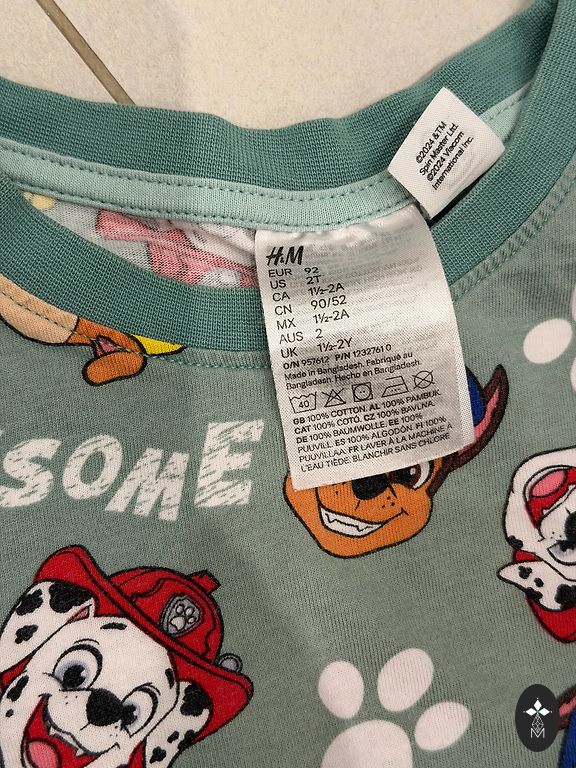 ©2024 &TM
Spin Master Ltd.
©2024 Viacom
International Inc.
H&M
EUR 92
US 2T
CA 1½-2A
CN 90/52
MX 1½-2A
AUS 2
UK 1½-2Y
O/N 957612 P/N 1232761 0
Made in Bangladesh. Fabriqué au
Bangladesh. Hecho en Bangladesh.
40
GB 100% COTTON. AL 100% PAMBUK.
CAT 100% COTÓ. CZ 100% BAVLNA.
DE 100% BAUMWOLLE. EE 100%
PUUVILL. ES 100% ALGODÓN. FI 100%
PUUVILLAA. FR LAVER À LA MACHINE À
L'EAU TIÈDE; BLANCHIR SANS CHLORE
SOME
M